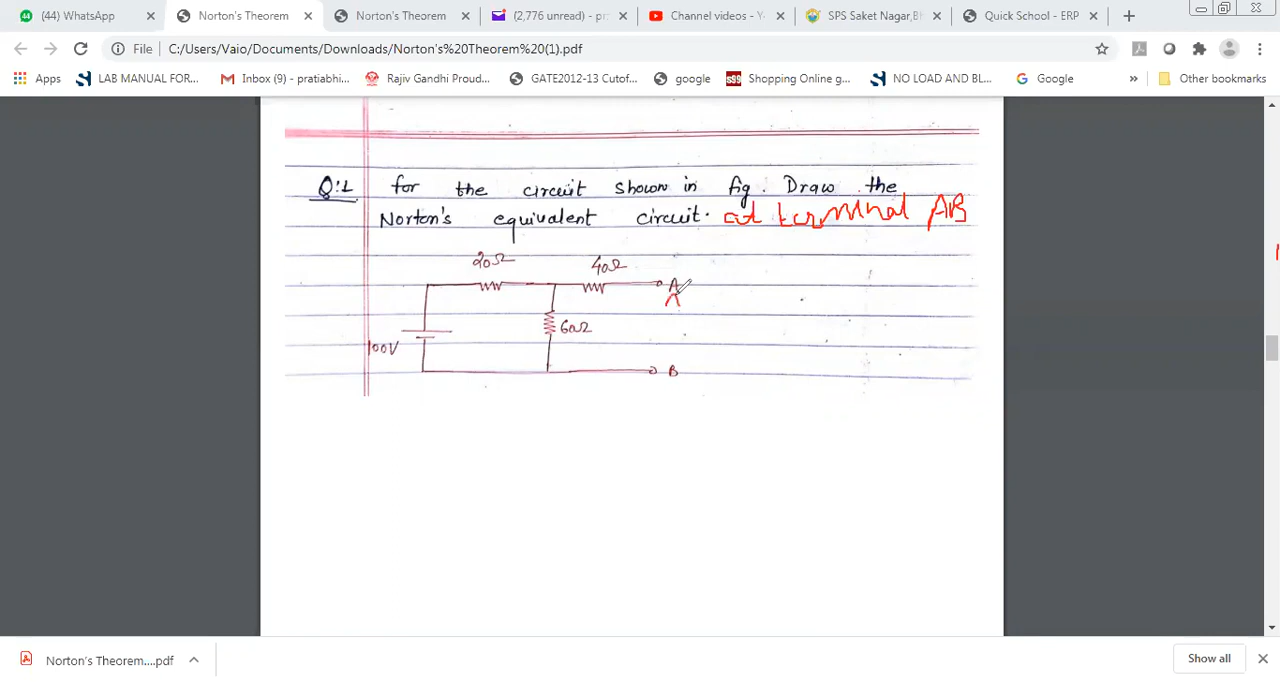 (44) WhatsApp
Norton's Theorem
Norton's Theorem
(2,776 unread) - pr
Channel videos - Y
SPS Saket Nagar,Bh
Quick School - ERP
File
C:/Users/Vaio/Documents/Downloads/Norton's%20Theorem%20(1).pdf
Apps
LAB MANUAL FOR...
Inbox (9) - pratiabhi...
Rajiv Gandhi Proud...
GATE2012-13 Cutof...
google
Shopping Online g...
NO LOAD AND BL...
Google
»
Other bookmarks
Q:1 for the circuit shown in fig. Draw the
Norton's equivalent circuit. at terminal AB
20Ω 40Ω
A
A
60Ω
100V
B
Norton's Theorem....pdf
Show all